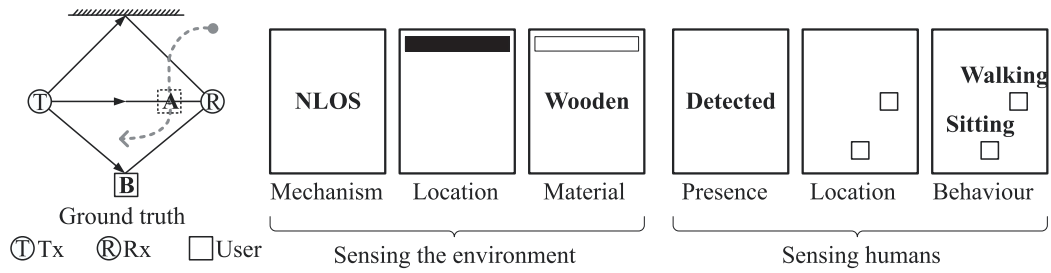 T
A
R
B
Ground truth
T Tx
R Rx
User
NLOS
Wooden
Mechanism
Location
Material
Sensing the environment
Detected
Walking
Sitting
Presence
Location
Behaviour
Sensing humans